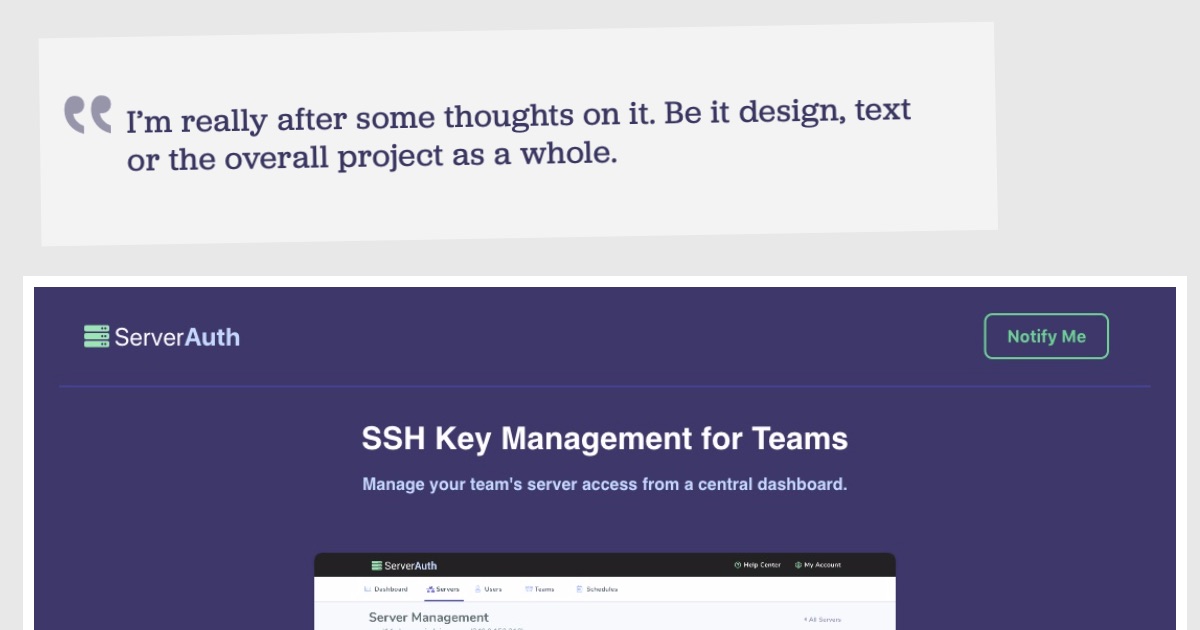 “ I’m really after some thoughts on it. Be it design, text
or the overall project as a whole.
ServerAuth
Notify Me
SSH Key Management for Teams
Manage your team's server access from a central dashboard.
ServerAuth
Help Center
My Account
Dashboard
Servers
Users
Teams
Schedules
Server Management
All Servers